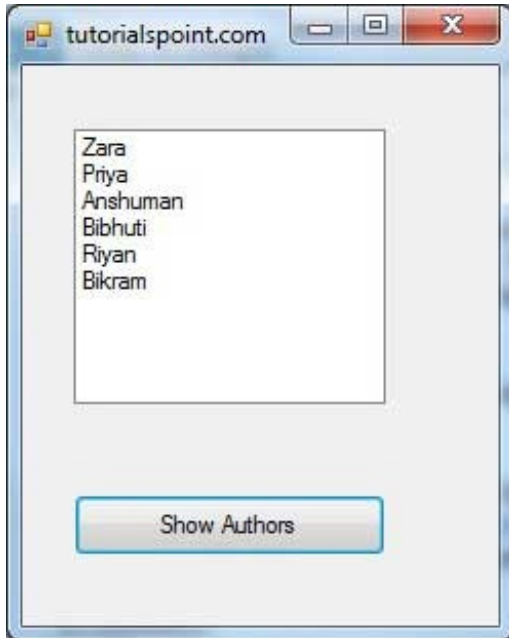 tutorialspoint.com
Zara
Priya
Anshuman
Bibhuti
Riyan
Bikram
Show Authors